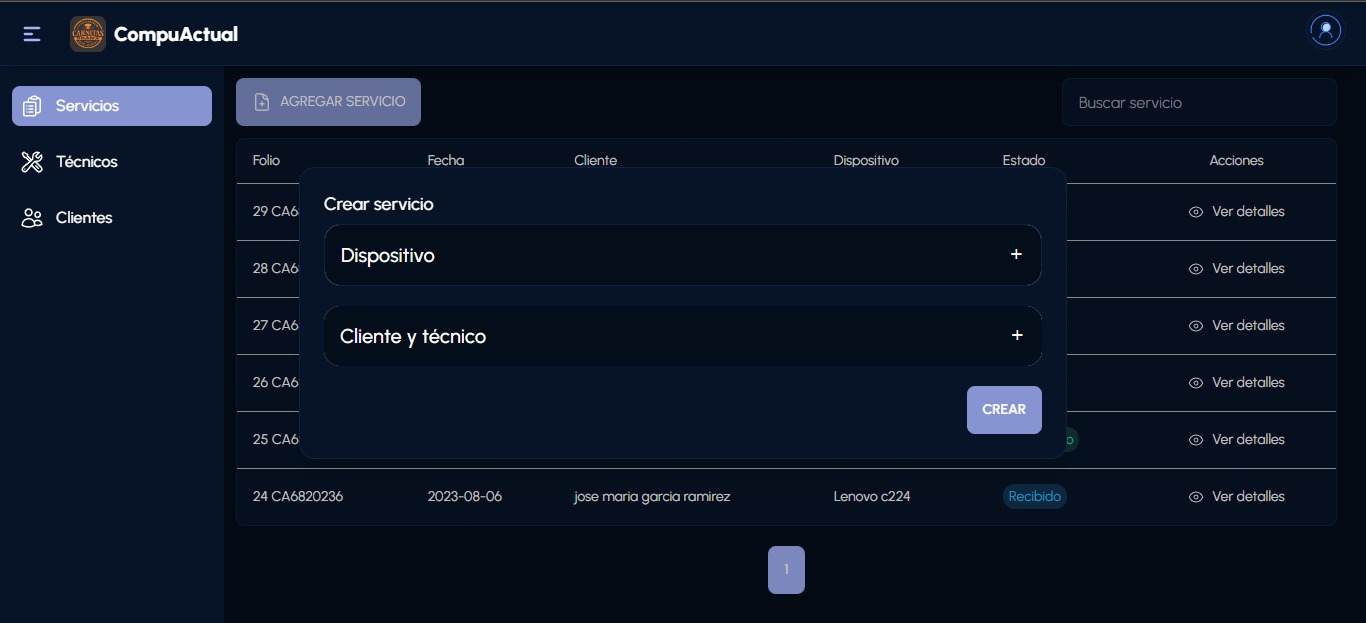 CARNITAS
CompuActual
Servicios
Técnicos
Clientes
AGREGAR SERVICIO
Buscar servicio
Folio Fecha Cliente Dispositivo Estado Acciones
29 CA6 Ver detalles
28 CA6 Ver detalles
27 CA6 Ver detalles
26 CA6 Ver detalles
25 CA6 o Ver detalles
24 CA6820236 2023-08-06 jose maria garcia ramirez Lenovo c224 Recibido Ver detalles
Crear servicio
Dispositivo +
Cliente y técnico +
CREAR
1